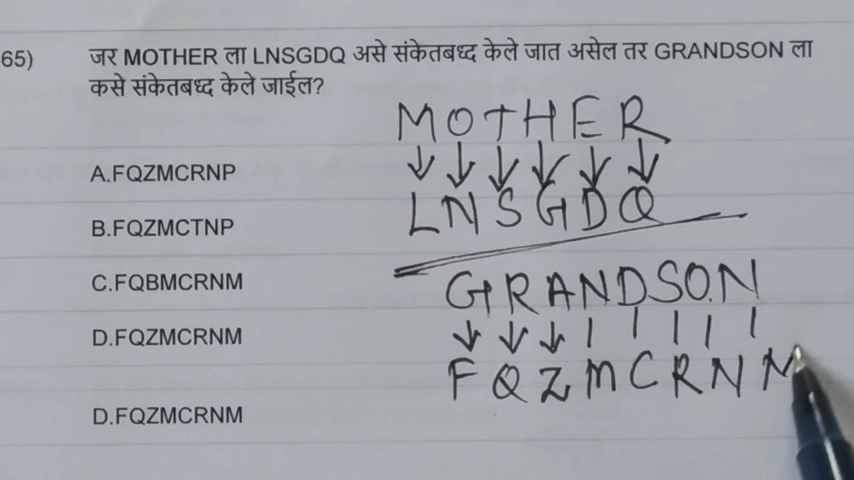 65) जर MOTHER ला LNSGDQ असे संकेतबध्द केले जात असेल तर GRANDSON ला
कसे संकेतबध्द केले जाईल?
MOTHER
A.FQZMCRNP
LNSGDQ
B.FQZMCTNP
C.FQBMCRNM
GRANDSON
D.FQZMCRNM
FQZMCRNM
D.FQZMCRNM